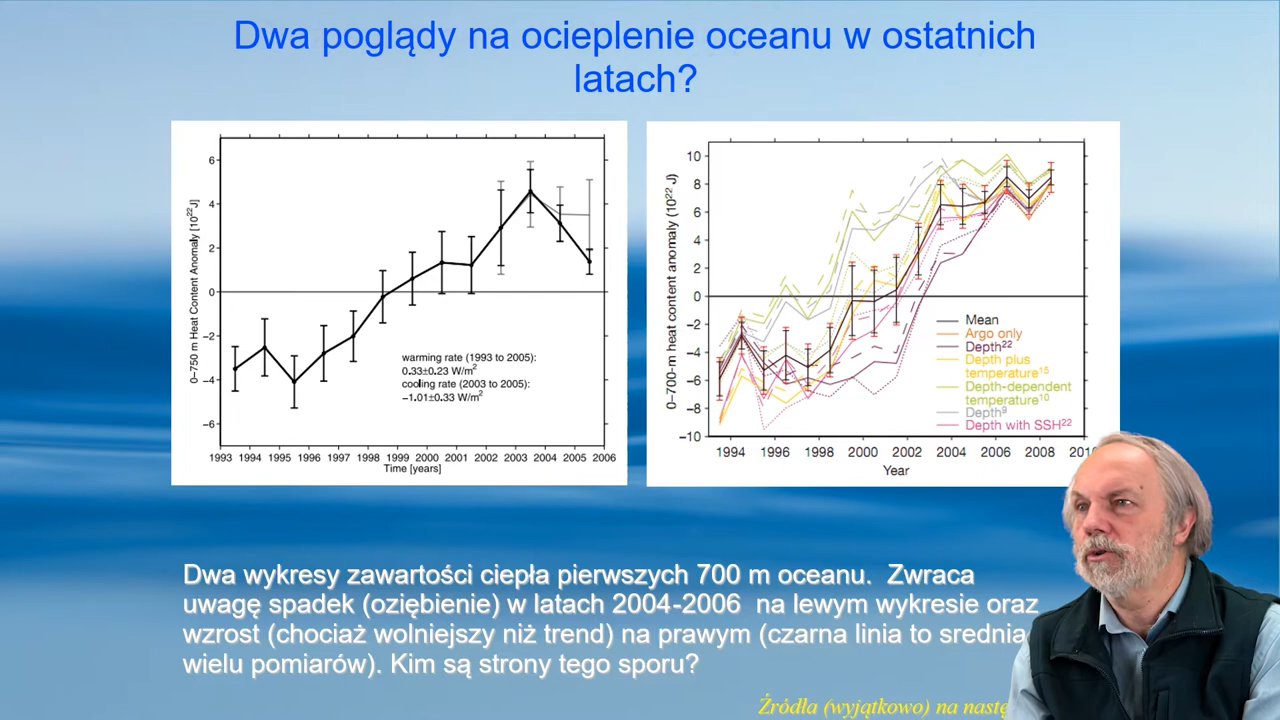 Dwa poglądy na ocieplenie oceanu w ostatnich
latach?
0–750 m Heat Content Anomaly [10²²J]
6
4
2
0
−2
−4
−6
warming rate (1993 to 2005):
0.33±0.23 W/m²
cooling rate (2003 to 2005):
−1.01±0.33 W/m²
1993 1994 1995 1996 1997 1998 1999 2000 2001 2002 2003 2004 2005 2006
Time [years]
0–700-m heat content anomaly (10²² J)
10
8
6
4
2
0
−2
−4
−6
−8
−10
Mean
Argo only
Depth²²
Depth plus
temperature¹⁵
Depth-dependent
temperature¹⁰
Depth⁹
Depth with SSH²²
1994 1996 1998 2000 2002 2004 2006 2008
Year
Dwa wykresy zawartości ciepła pierwszych 700 m oceanu. Zwraca
uwagę spadek (oziębienie) w latach 2004-2006 na lewym wykresie oraz
wzrost (chociaż wolniejszy niż trend) na prawym (czarna linia to srednia
wielu pomiarów). Kim są strony tego sporu?
Źródła (wyjątkowo) na nastę